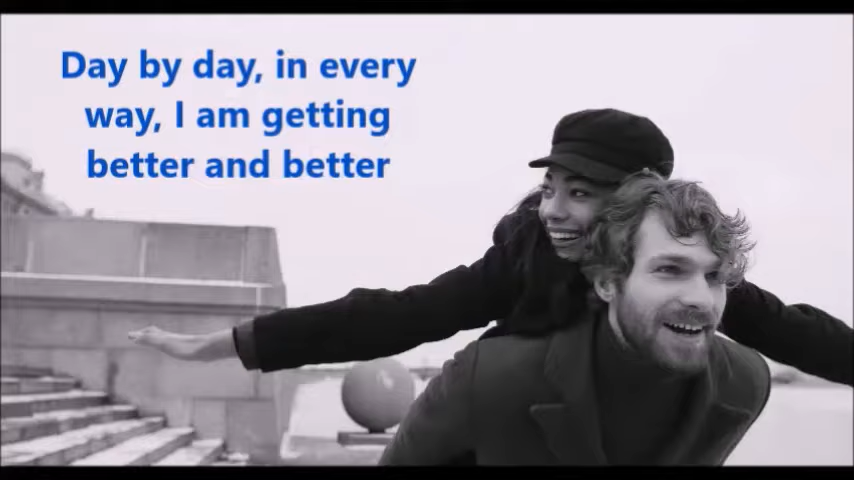 Day by day, in every
way, I am getting
better and better